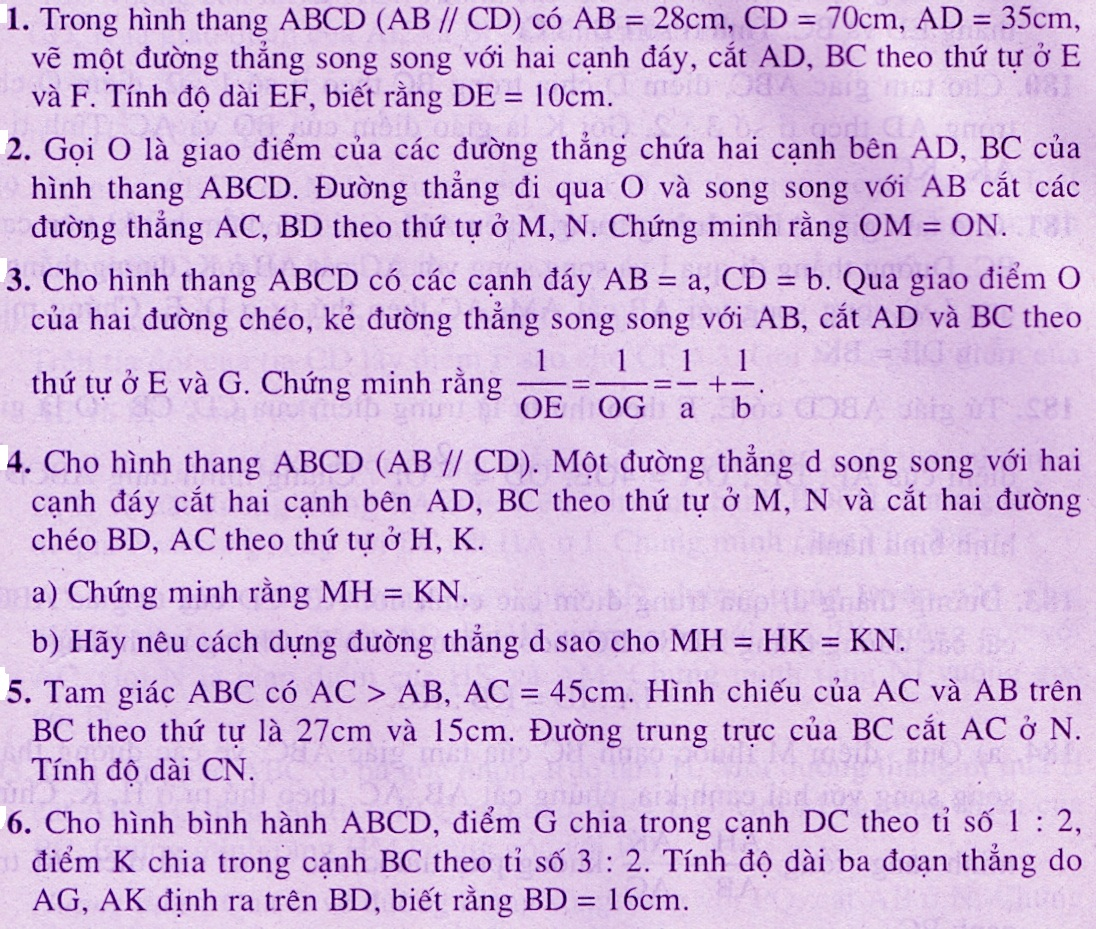 1. Trong hình thang ABCD (AB // CD) có AB = 28cm, CD = 70cm, AD = 35cm,
vẽ một đường thẳng song song với hai cạnh đáy, cắt AD, BC theo thứ tự ở E
và F. Tính độ dài EF, biết rằng DE = 10cm.
2. Gọi O là giao điểm của các đường thẳng chứa hai cạnh bên AD, BC của
hình thang ABCD. Đường thẳng đi qua O và song song với AB cắt các
đường thẳng AC, BD theo thứ tự ở M, N. Chứng minh rằng OM = ON.
3. Cho hình thang ABCD có các cạnh đáy AB = a, CD = b. Qua giao điểm O
của hai đường chéo, kẻ đường thẳng song song với AB, cắt AD và BC theo
thứ tự ở E và G. Chứng minh rằng 1/OE = 1/OG = 1/a + 1/b.
4. Cho hình thang ABCD (AB // CD). Một đường thẳng d song song với hai
cạnh đáy cắt hai cạnh bên AD, BC theo thứ tự ở M, N và cắt hai đường
chéo BD, AC theo thứ tự ở H, K.
a) Chứng minh rằng MH = KN.
b) Hãy nêu cách dựng đường thẳng d sao cho MH = HK = KN.
5. Tam giác ABC có AC > AB, AC = 45cm. Hình chiếu của AC và AB trên
BC theo thứ tự là 27cm và 15cm. Đường trung trực của BC cắt AC ở N.
Tính độ dài CN.
6. Cho hình bình hành ABCD, điểm G chia trong cạnh DC theo tỉ số 1 : 2,
điểm K chia trong cạnh BC theo tỉ số 3 : 2. Tính độ dài ba đoạn thẳng do
AG, AK định ra trên BD, biết rằng BD = 16cm.